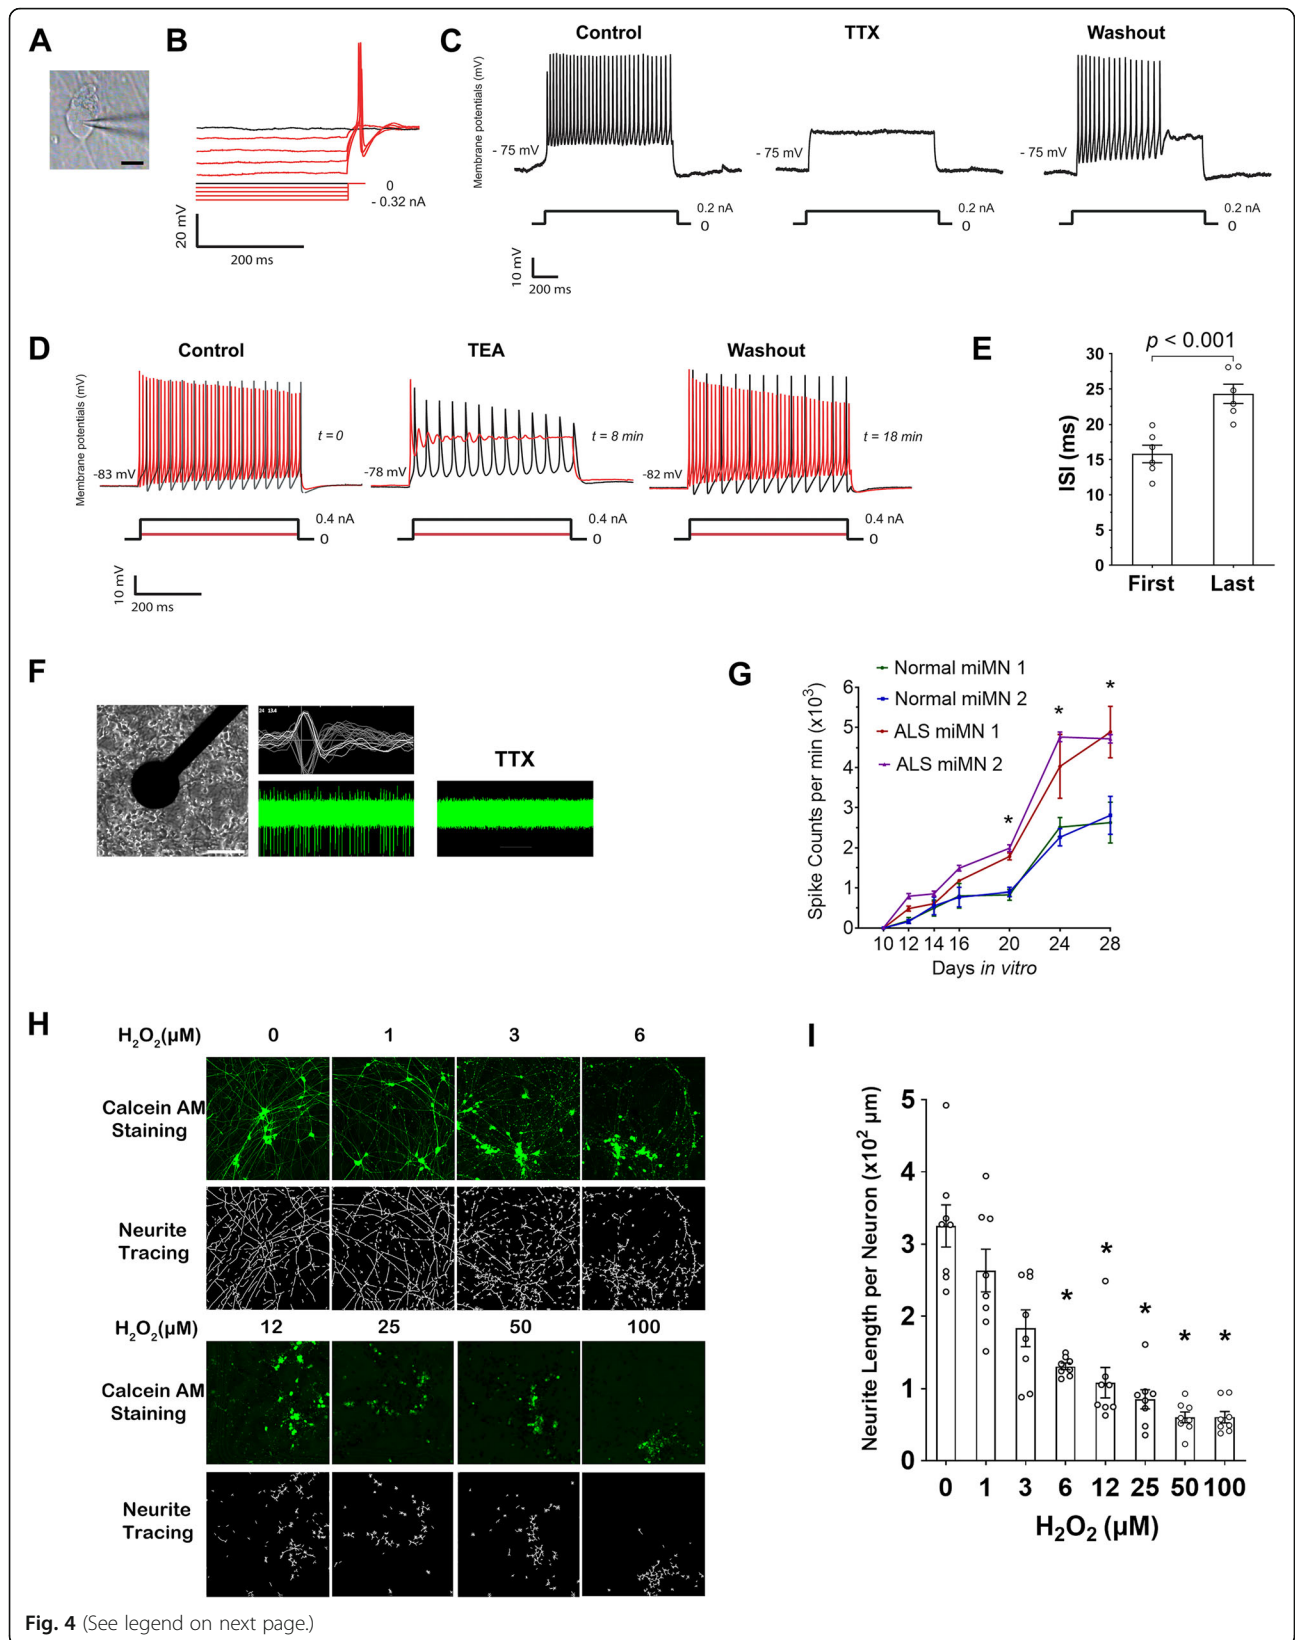 A
B
0
- 0.32 nA
20 mV
200 ms
C
Control
TTX
Washout
Membrane potentials (mV)
- 75 mV
- 75 mV
- 75 mV
0.2 nA
0
0.2 nA
0
0.2 nA
0
10 mV
200 ms
D
Control
TEA
Washout
Membrane potentials (mV)
-83 mV
t = 0
-78 mV
t = 8 min
-82 mV
t = 18 min
0.4 nA
0
0.4 nA
0
0.4 nA
0
10 mV
200 ms
E
p < 0.001
ISI (ms)
30
25
20
15
10
5
0
First Last
F
24 13.4
TTX
G
Normal miMN 1
Normal miMN 2
ALS miMN 1
ALS miMN 2
Spike Counts per min (x10³)
6
5
4
3
2
1
0
* * *
10 12 14 16 20 24 28
Days in vitro
H
H₂O₂(µM) 0 1 3 6
Calcein AM
Staining
Neurite
Tracing
H₂O₂(µM) 12 25 50 100
Calcein AM
Staining
Neurite
Tracing
I
Neurite Length per Neuron (x10² µm)
5
4
3
2
1
0
* * * * *
0 1 3 6 12 25 50 100
H₂O₂ (µM)
Fig. 4 (See legend on next page.)